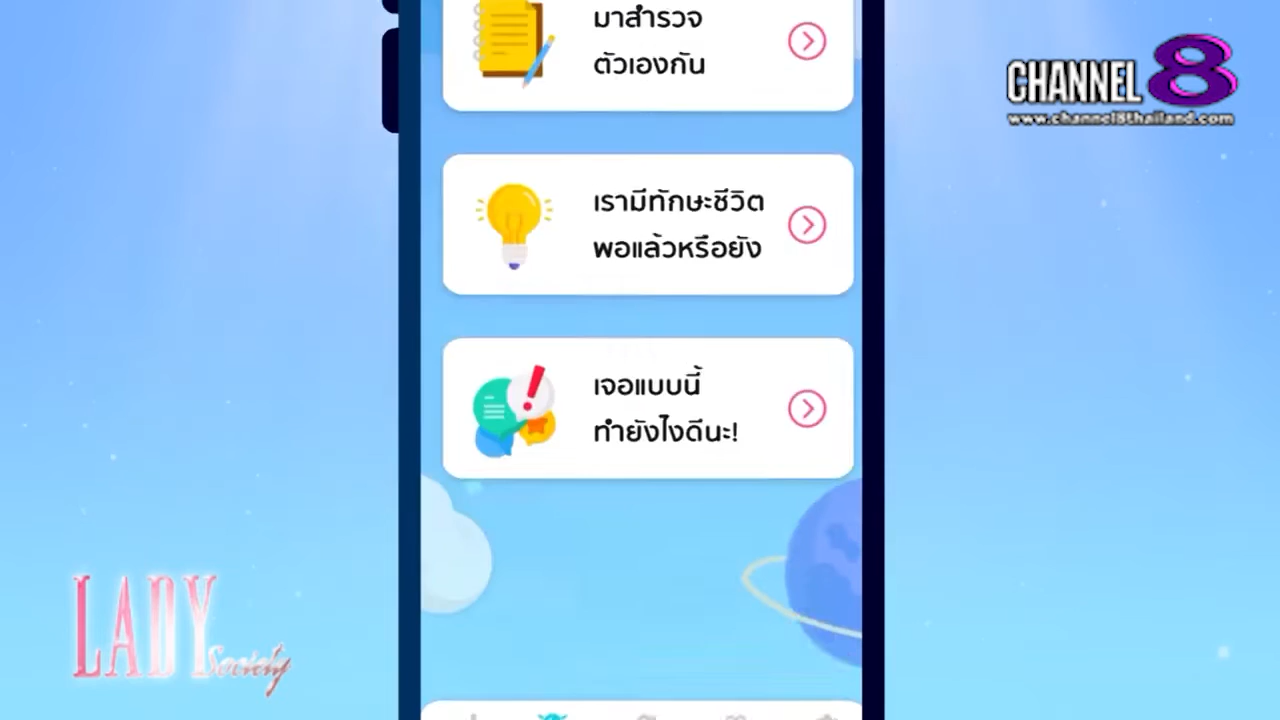 มาสำรวจ
ตัวเองกัน
CHANNEL 8
www.channel8thailand.com
เรามีทักษะชีวิต
พอแล้วหรือยัง
เจอแบบนี้
ทำยังไงดีนะ!
LADY
Society